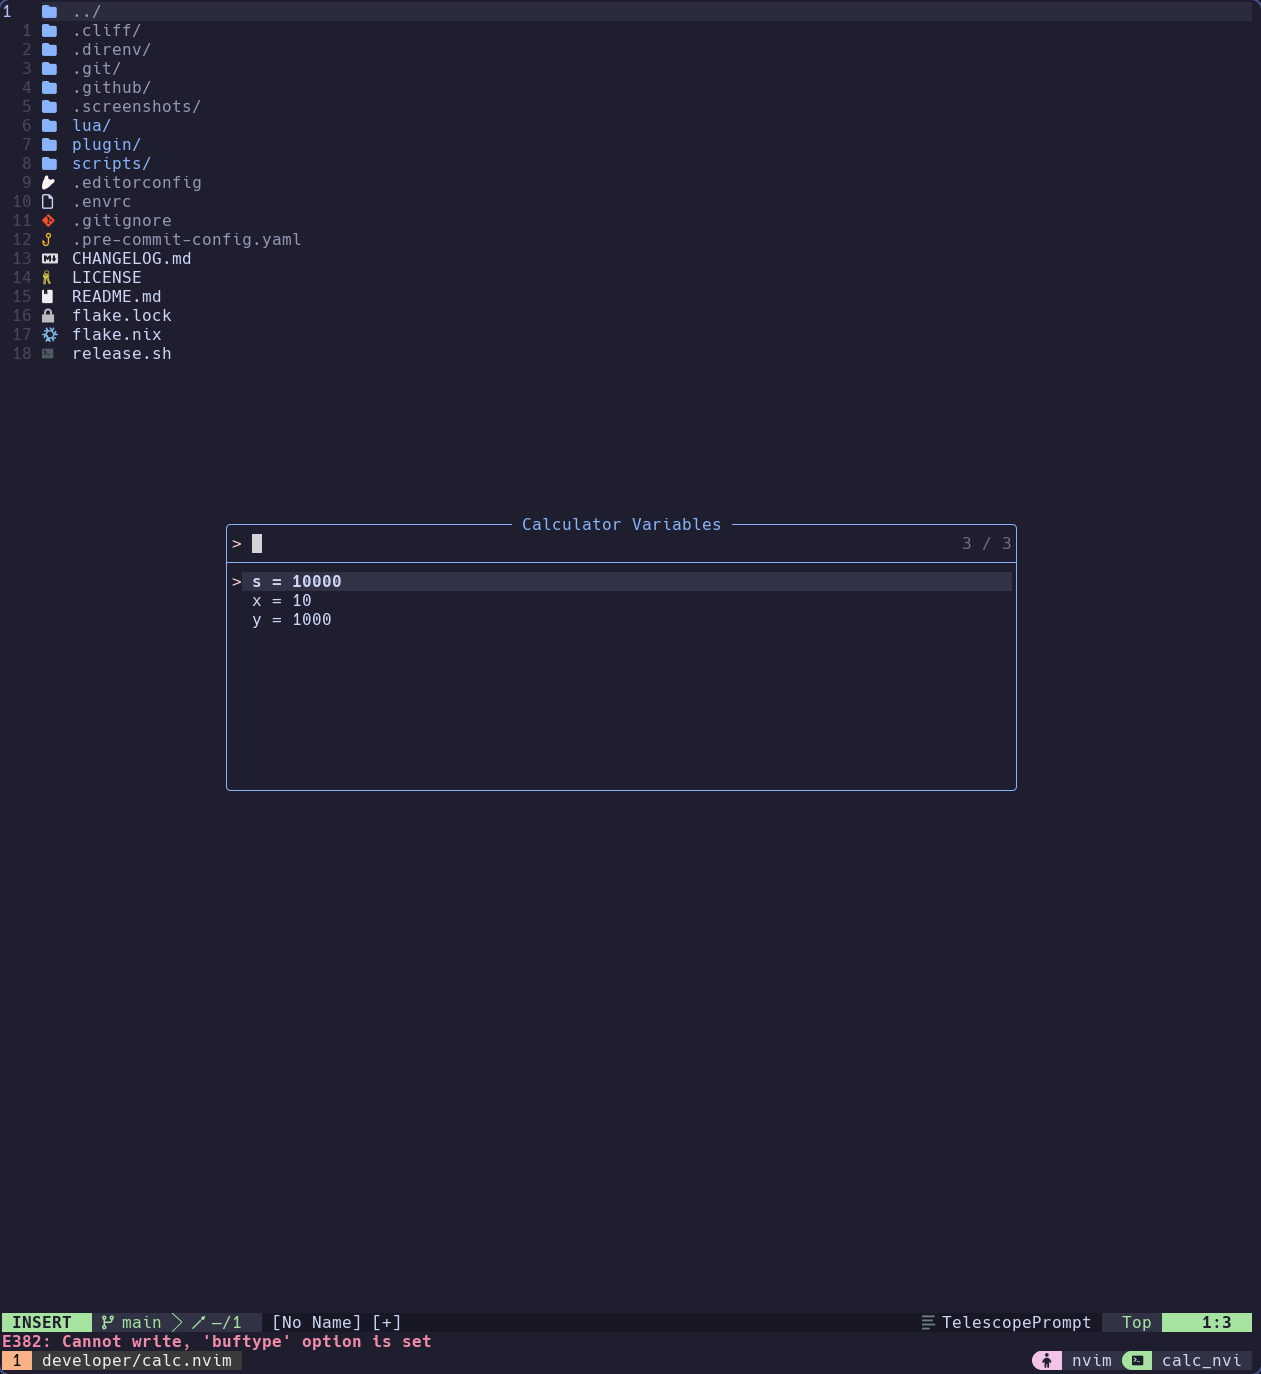 1 ../
1 .cliff/
2 .direnv/
3 .git/
4 .github/
5 .screenshots/
6 lua/
7 plugin/
8 scripts/
9 .editorconfig
10 .envrc
11 .gitignore
12 .pre-commit-config.yaml
13 CHANGELOG.md
14 LICENSE
15 README.md
16 flake.lock
17 flake.nix
18 release.sh
Calculator Variables
> 3 / 3
> s = 10000
x = 10
y = 1000
INSERT main –/1 [No Name] [+] TelescopePrompt Top 1:3
E382: Cannot write, 'buftype' option is set
1 developer/calc.nvim nvim calc_nvi